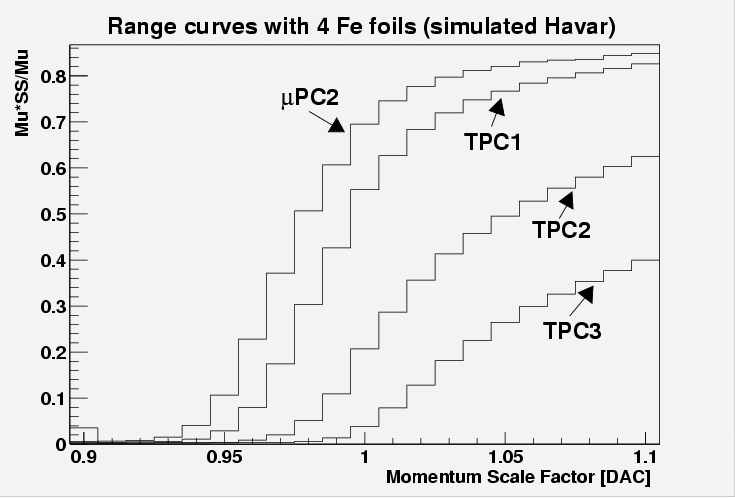 Range curves with 4 Fe foils (simulated Havar)
Mu*SS/Mu
0.8
0.7
0.6
0.5
0.4
0.3
0.2
0.1
0
μPC2
TPC1
TPC2
TPC3
0.9 0.95 1 1.05 1.1
Momentum Scale Factor [DAC]